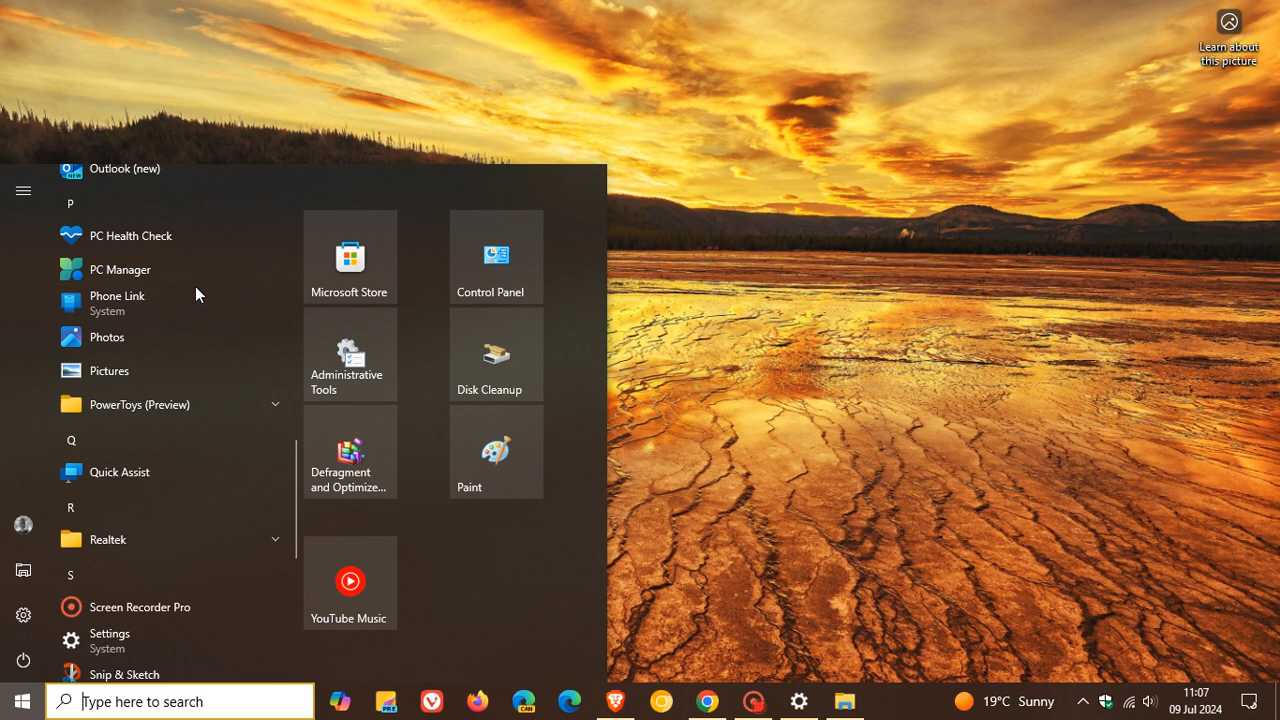 Learn about
this picture
Outlook (new)
P
PC Health Check
PC Manager
Phone Link
System
Photos
Pictures
PowerToys (Preview)
Q
Quick Assist
R
Realtek
S
Screen Recorder Pro
Settings
System
Snip & Sketch
Microsoft Store
Control Panel
Administrative
Tools
Disk Cleanup
Defragment
and Optimize...
Paint
YouTube Music
Type here to search
PRE
CAN
19°C Sunny
11:07
09 Jul 2024